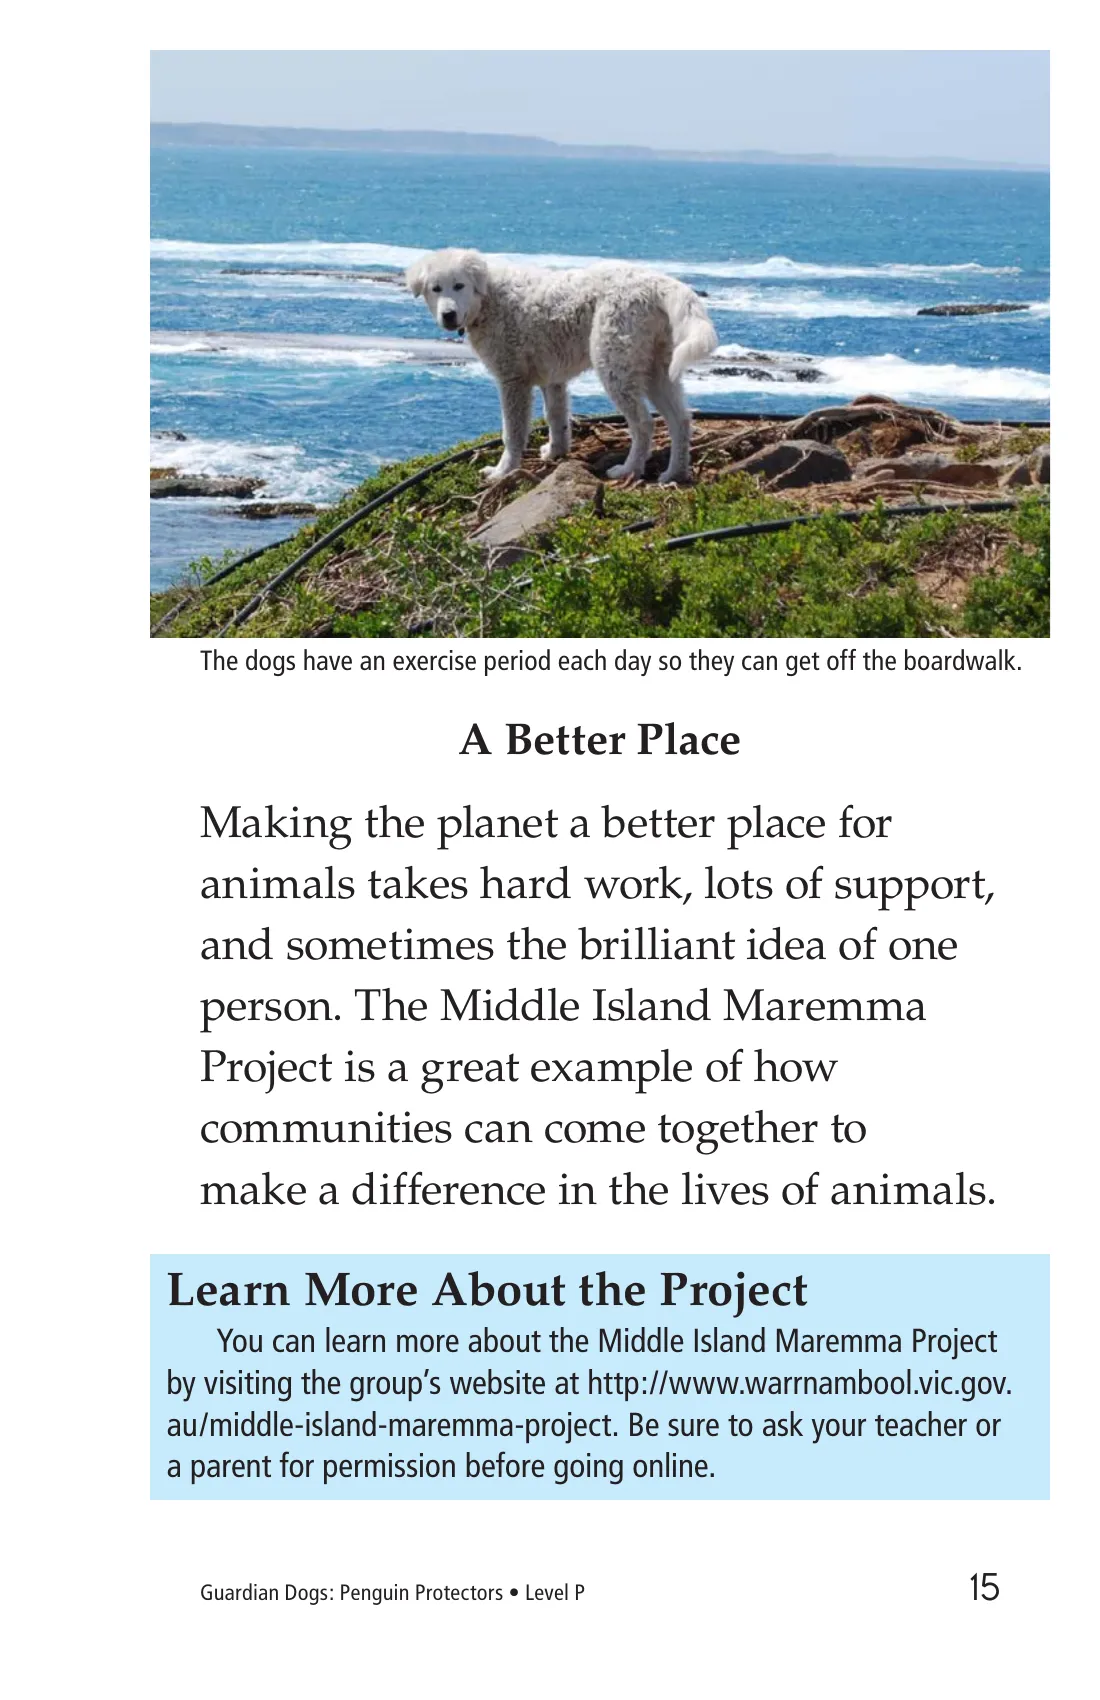 The dogs have an exercise period each day so they can get off the boardwalk.
A Better Place
Making the planet a better place for
animals takes hard work, lots of support,
and sometimes the brilliant idea of one
person. The Middle Island Maremma
Project is a great example of how
communities can come together to
make a difference in the lives of animals.
Learn More About the Project
You can learn more about the Middle Island Maremma Project
by visiting the group’s website at http://www.warrnambool.vic.gov.
au/middle-island-maremma-project. Be sure to ask your teacher or
a parent for permission before going online.
Guardian Dogs: Penguin Protectors • Level P 15